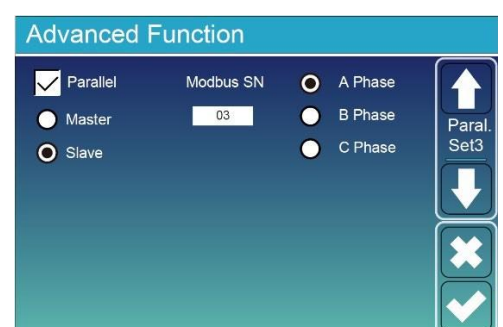 Advanced Function
Parallel
Modbus SN
A Phase
Master
03
B Phase
Slave
C Phase
Paral.
Set3